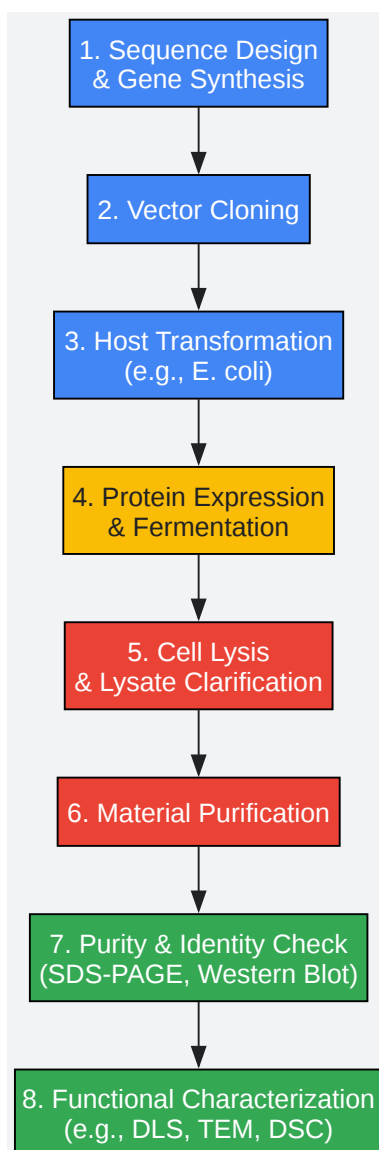 1. Sequence Design
& Gene Synthesis
2. Vector Cloning
3. Host Transformation
(e.g., E. coli)
4. Protein Expression
& Fermentation
5. Cell Lysis
& Lysate Clarification
6. Material Purification
7. Purity & Identity Check
(SDS-PAGE, Western Blot)
8. Functional Characterization
(e.g., DLS, TEM, DSC)